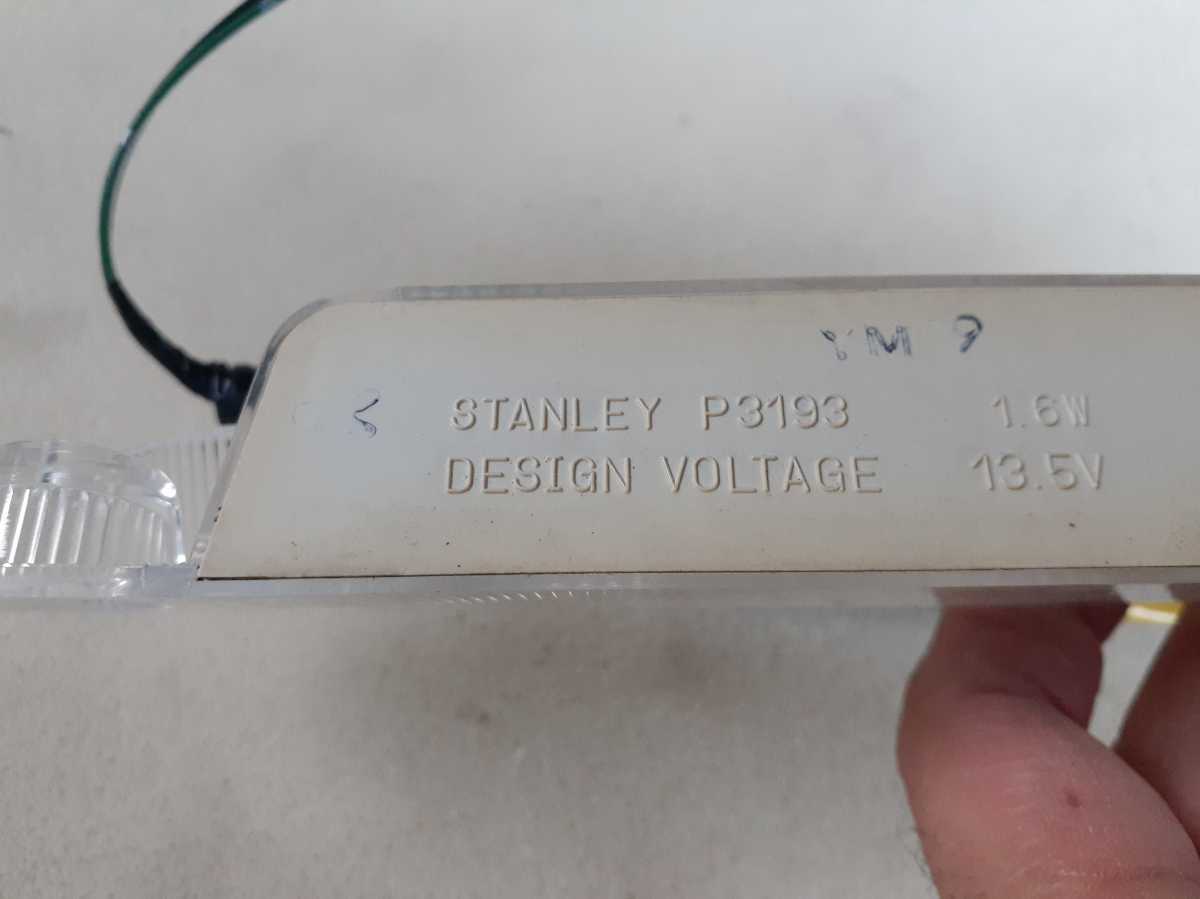 STANLEY P3193 1.6W
DESIGN VOLTAGE 13.5V